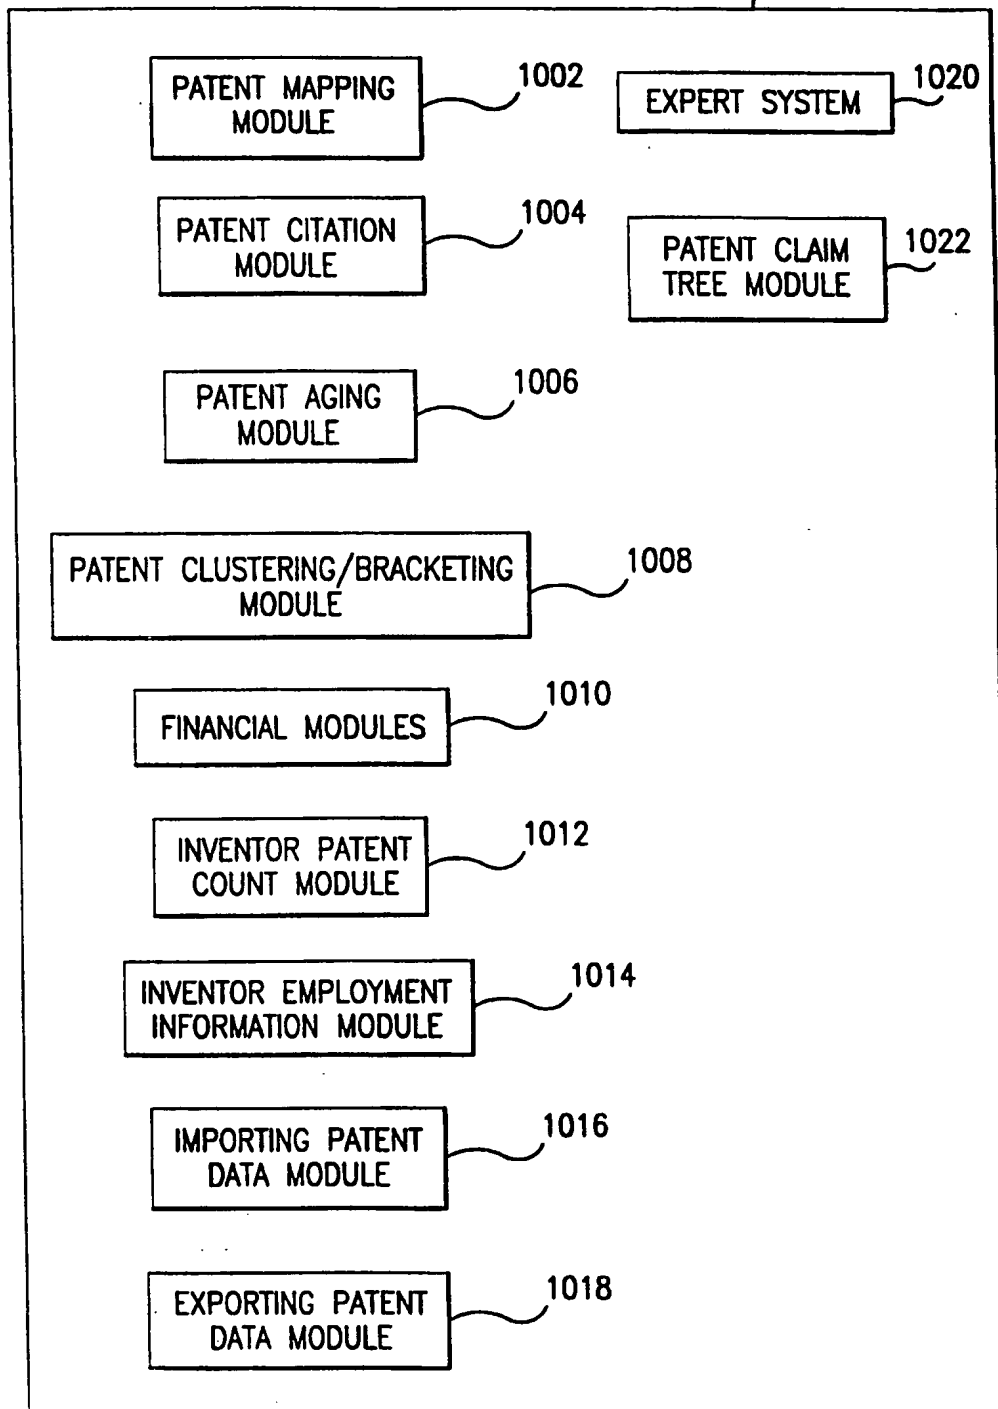 PATENT MAPPING
MODULE
1002
EXPERT SYSTEM
1020
PATENT CITATION
MODULE
1004
PATENT CLAIM
TREE MODULE
1022
PATENT AGING
MODULE
1006
PATENT CLUSTERING/BRACKETING
MODULE
1008
FINANCIAL MODULES
1010
INVENTOR PATENT
COUNT MODULE
1012
INVENTOR EMPLOYMENT
INFORMATION MODULE
1014
IMPORTING PATENT
DATA MODULE
1016
EXPORTING PATENT
DATA MODULE
1018